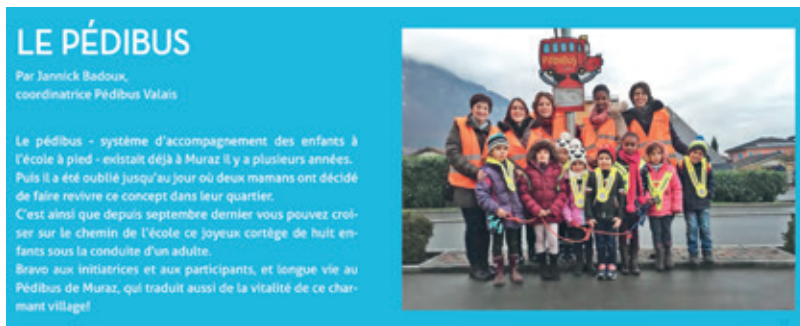 LE PÉDIBUS
Par Jannick Badoux,
coordinatrice Pédibus Valais
Le pédibus - système d'accompagnement des enfants à
l'école à pied - existait déjà à Muraz il y a plusieurs années.
Puis il a été oublié jusqu'au jour où deux mamans ont décidé
de faire revivre ce concept dans leur quartier.
C'est ainsi que depuis septembre dernier vous pouvez croi-
ser sur le chemin de l'école ce joyeux cortège de huit en-
fants sous la conduite d'un adulte.
Bravo aux initiatrices et aux participants, et longue vie au
Pédibus de Muraz, qui traduit aussi de la vitalité de ce char-
mant village!
PEDIBUS